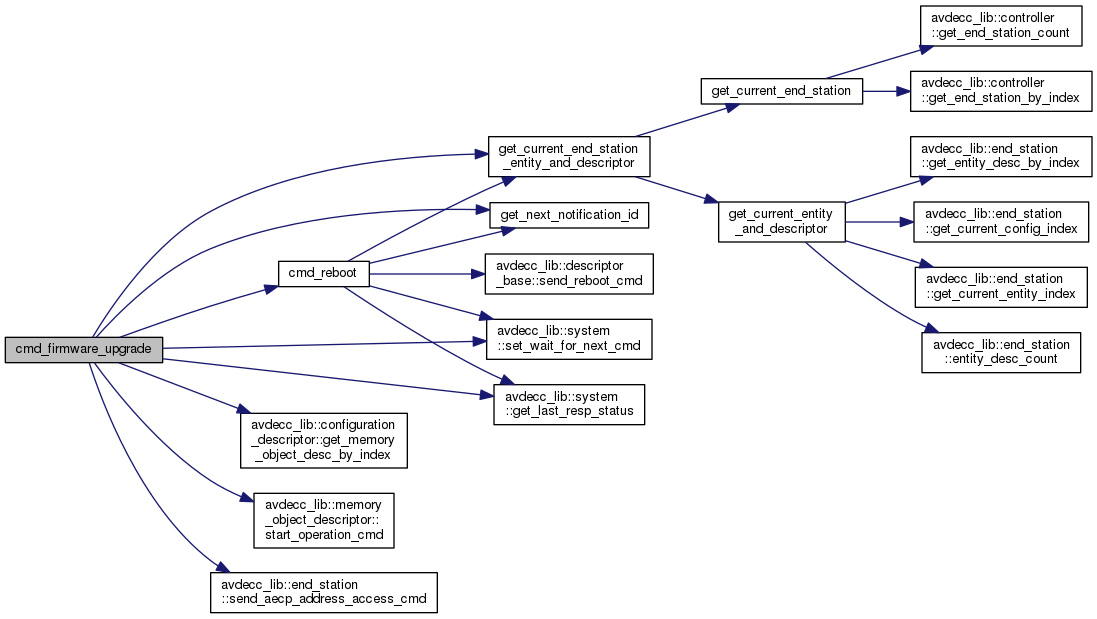 cmd_firmware_upgrade
get_current_end_station
_entity_and_descriptor
get_next_notification_id
cmd_reboot
avdecc_lib::descriptor
_base::send_reboot_cmd
avdecc_lib::system
::set_wait_for_next_cmd
avdecc_lib::system
::get_last_resp_status
avdecc_lib::configuration
_descriptor::get_memory
_object_desc_by_index
avdecc_lib::memory
_object_descriptor::
start_operation_cmd
avdecc_lib::end_station
::send_aecp_address_access_cmd
get_current_end_station
avdecc_lib::controller
::get_end_station_count
avdecc_lib::controller
::get_end_station_by_index
get_current_entity
_and_descriptor
avdecc_lib::end_station
::get_entity_desc_by_index
avdecc_lib::end_station
::get_current_config_index
avdecc_lib::end_station
::get_current_entity_index
avdecc_lib::end_station
::entity_desc_count